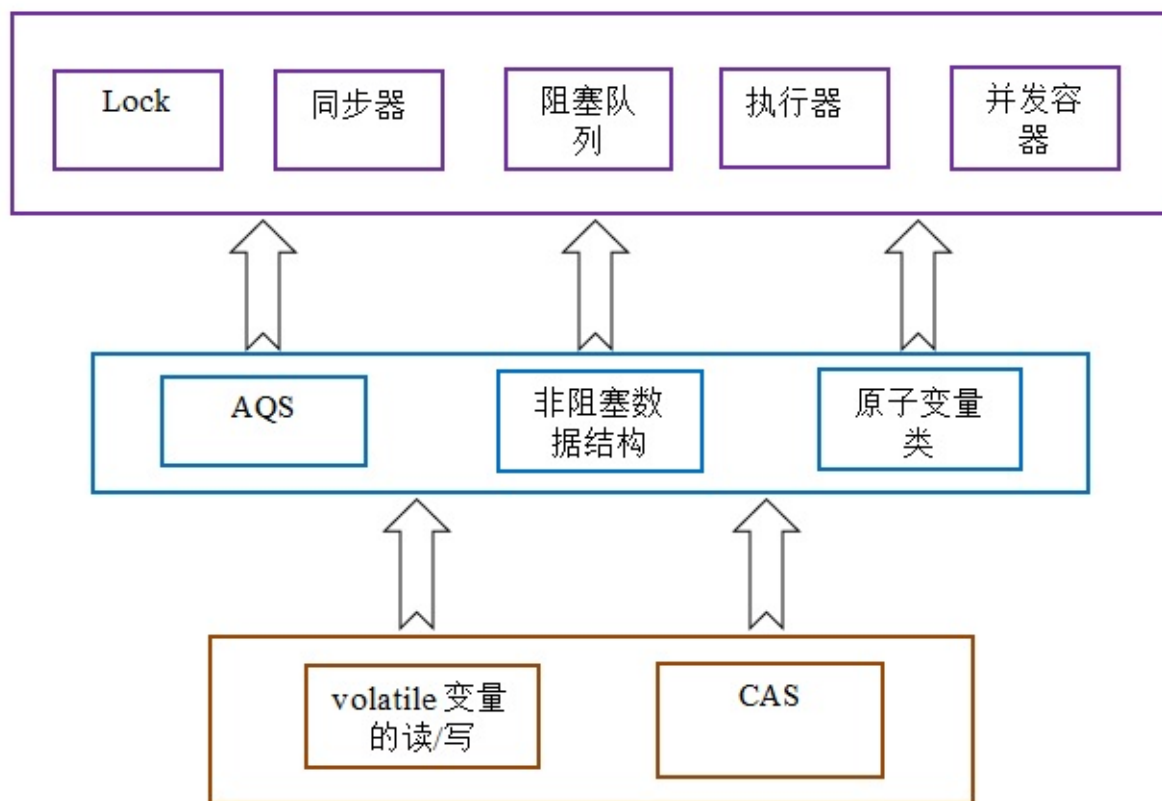 Lock
同步器
阻塞队
列
执行器
并发容
器
AQS
非阻塞数
据结构
原子变量
类
volatile 变量
的读/写
CAS